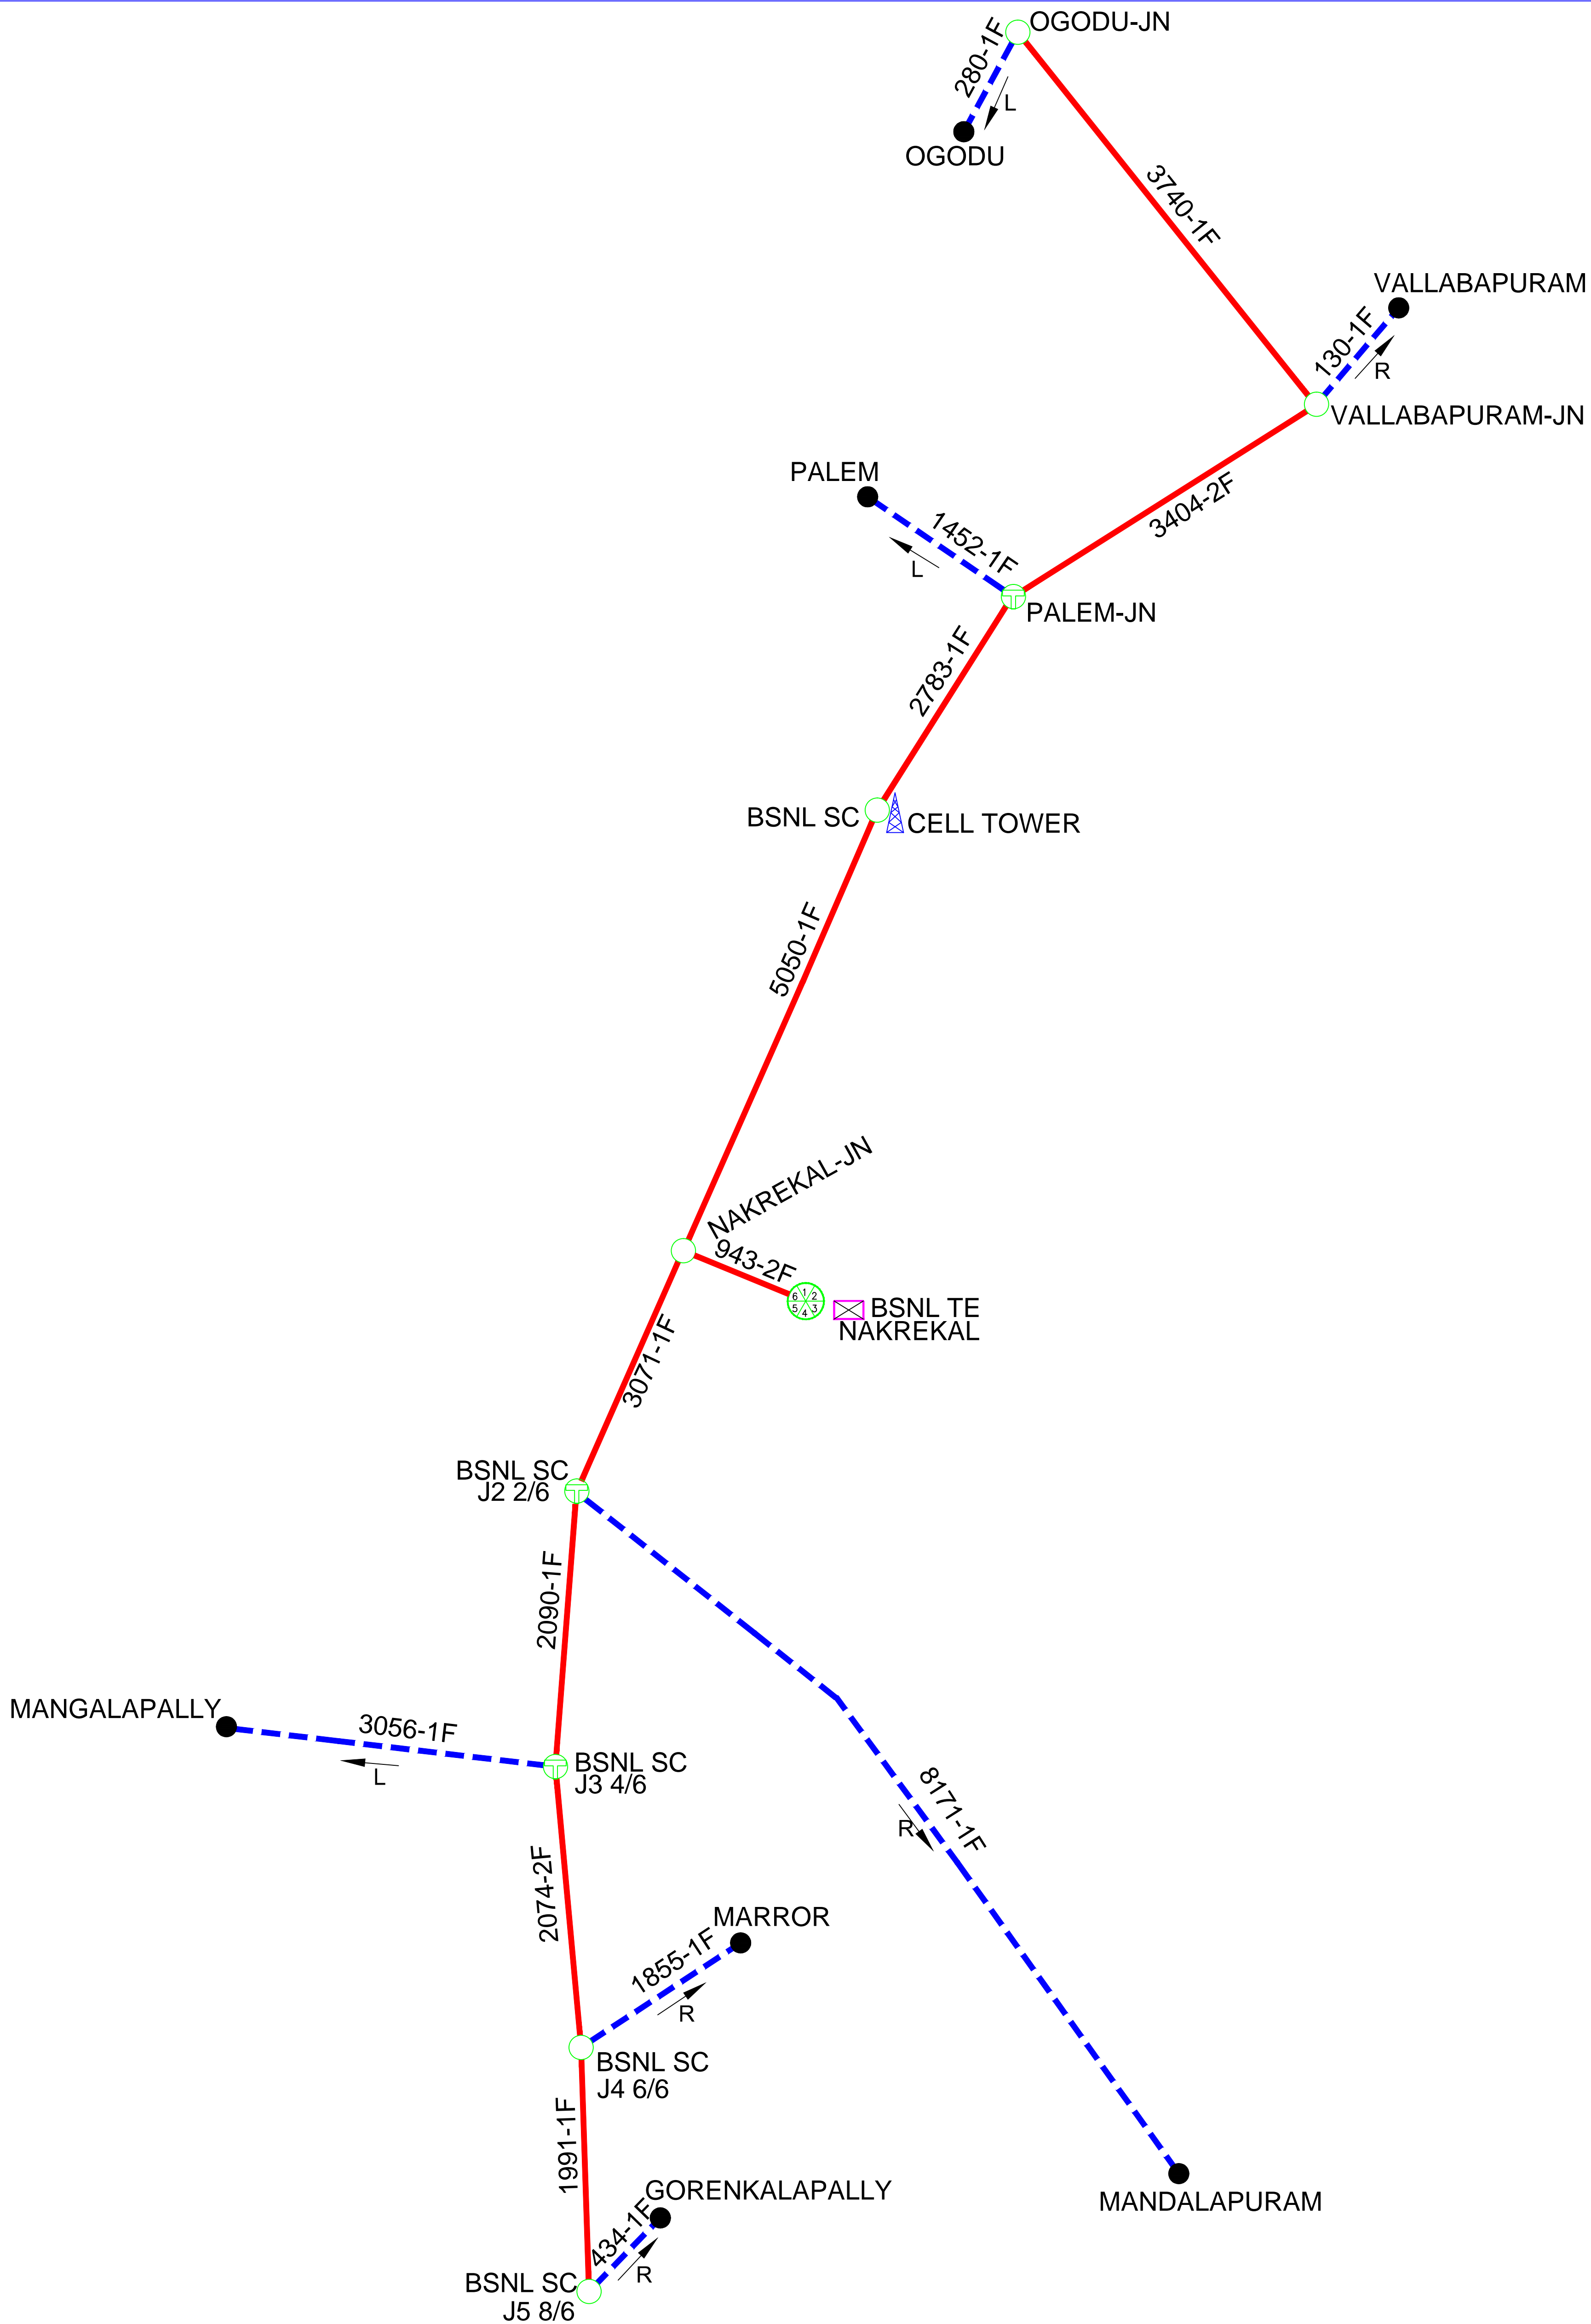 OGODU-JN
280-1F
L
OGODU
3740-1F
VALLABAPURAM
130-1F
R
VALLABAPURAM-JN
3404-2F
PALEM
1452-1F
L
PALEM-JN
2783-1F
BSNL SC
CELL TOWER
5050-1F
NAKREKAL-JN
943-2F
1
2
3
4
5
6
BSNL TE
NAKREKAL
3071-1F
BSNL SC
J2 2/6
2090-1F
MANGALAPALLY
3056-1F
L
BSNL SC
J3 4/6
8171-1F
R
2074-2F
MARROR
1855-1F
R
BSNL SC
J4 6/6
1991-1F
MANDALAPURAM
GORENKALAPALLY
434-1F
R
BSNL SC
J5 8/6